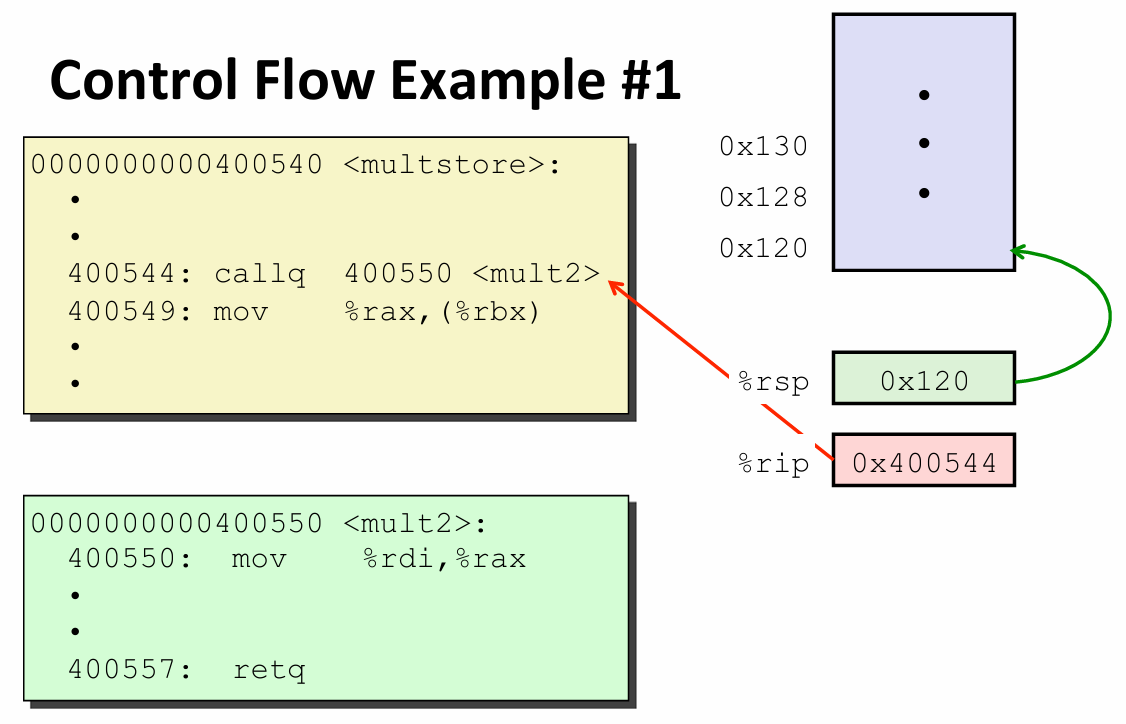 Control Flow Example #1
0000000000400540 <multstore>:
•
•
400544: callq 400550 <mult2>
400549: mov %rax,(%rbx)
•
•
0000000000400550 <mult2>:
400550: mov %rdi,%rax
•
•
400557: retq
•
•
•
0x130
0x128
0x120
%rsp 0x120
%rip 0x400544